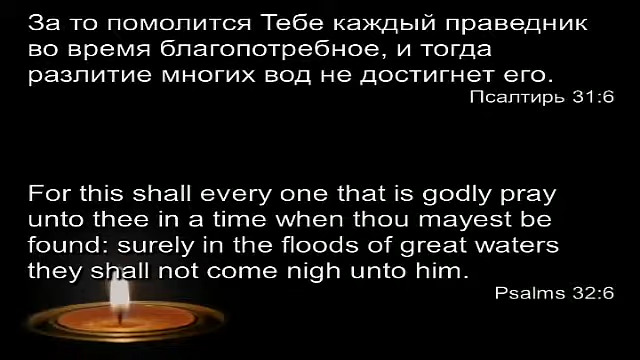 За то помолится Тебе каждый праведник
во время благопотребное, и тогда
разлитие многих вод не достигнет его.
Псалтирь 31:6
For this shall every one that is godly pray
unto thee in a time when thou mayest be
found: surely in the floods of great waters
they shall not come nigh unto him.
Psalms 32:6